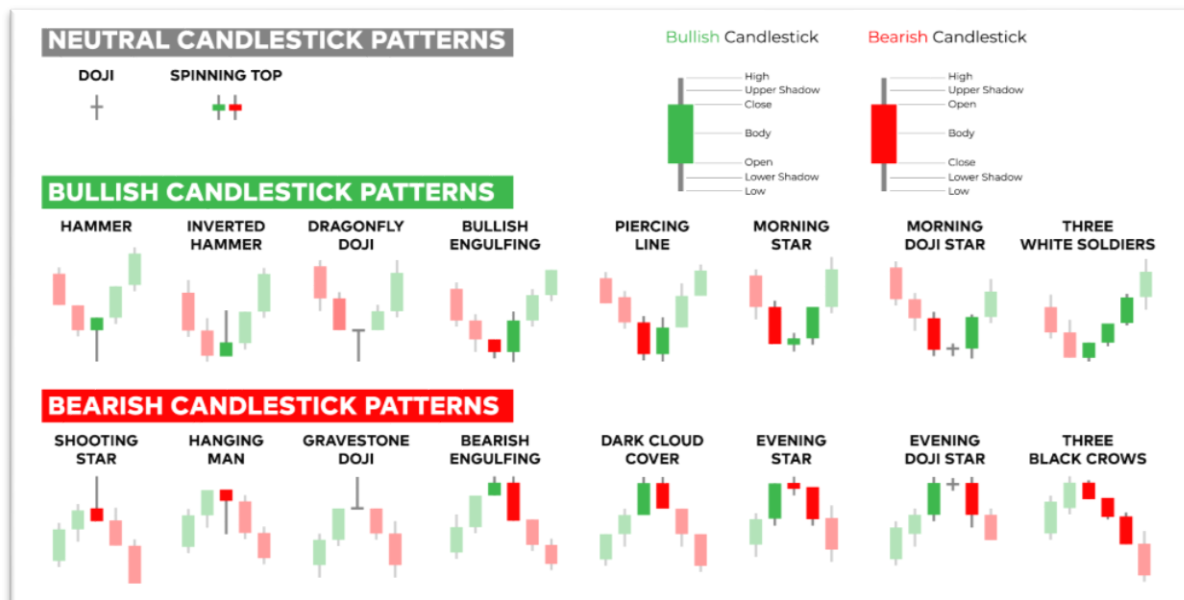 NEUTRAL CANDLESTICK PATTERNS
DOJI
SPINNING TOP
Bullish Candlestick
High
Upper Shadow
Close
Body
Open
Lower Shadow
Low
Bearish Candlestick
High
Upper Shadow
Open
Body
Close
Lower Shadow
Low
BULLISH CANDLESTICK PATTERNS
HAMMER
INVERTED
HAMMER
DRAGONFLY
DOJI
BULLISH
ENGULFING
PIERCING
LINE
MORNING
STAR
MORNING
DOJI STAR
THREE
WHITE SOLDIERS
BEARISH CANDLESTICK PATTERNS
SHOOTING
STAR
HANGING
MAN
GRAVESTONE
DOJI
BEARISH
ENGULFING
DARK CLOUD
COVER
EVENING
STAR
EVENING
DOJI STAR
THREE
BLACK CROWS